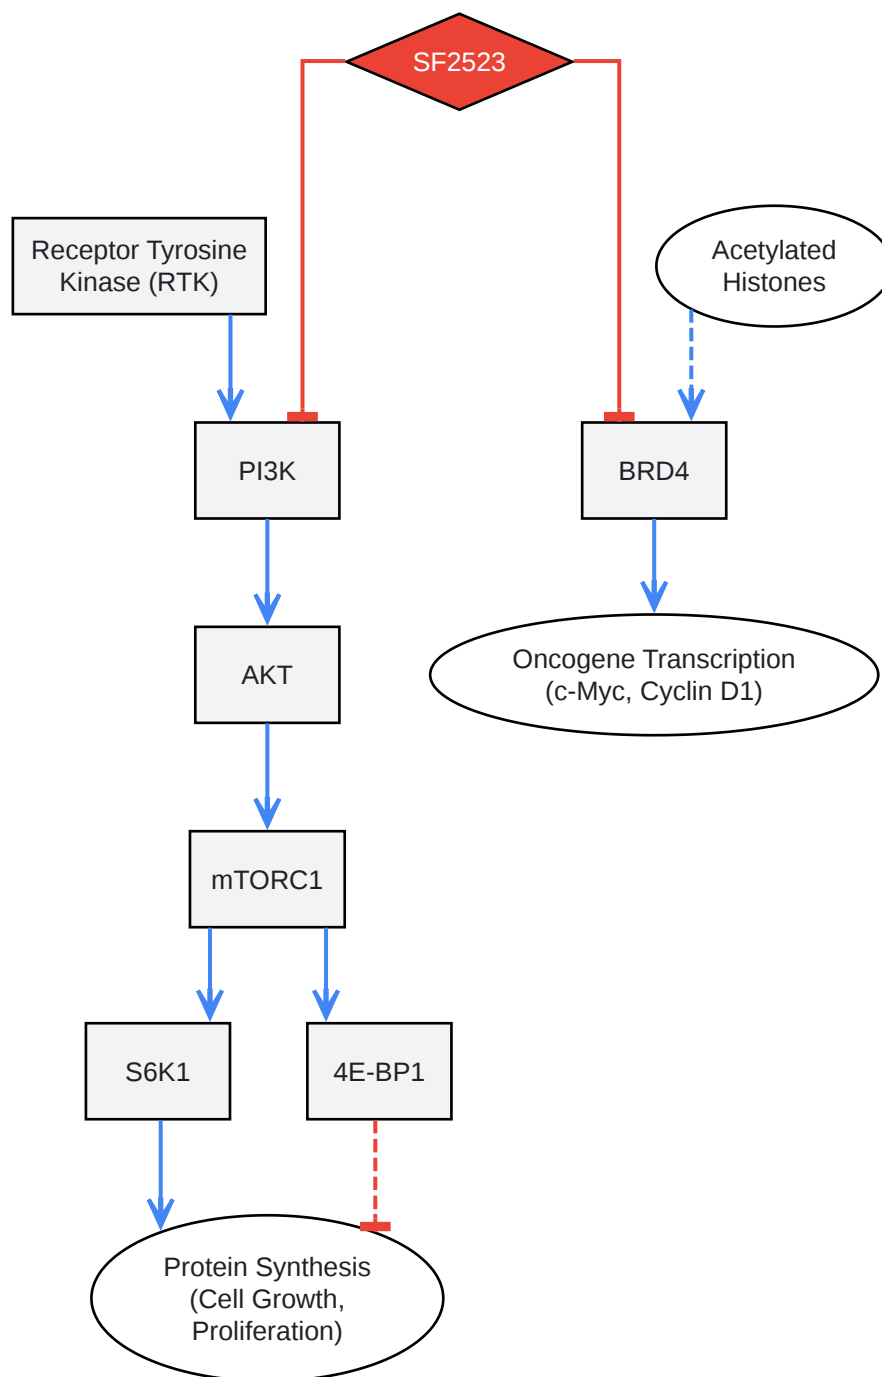 SF2523
Receptor Tyrosine
Kinase (RTK)
Acetylated
Histones
PI3K
BRD4
AKT
Oncogene Transcription
(c-Myc, Cyclin D1)
mTORC1
S6K1
4E-BP1
Protein Synthesis
(Cell Growth,
Proliferation)